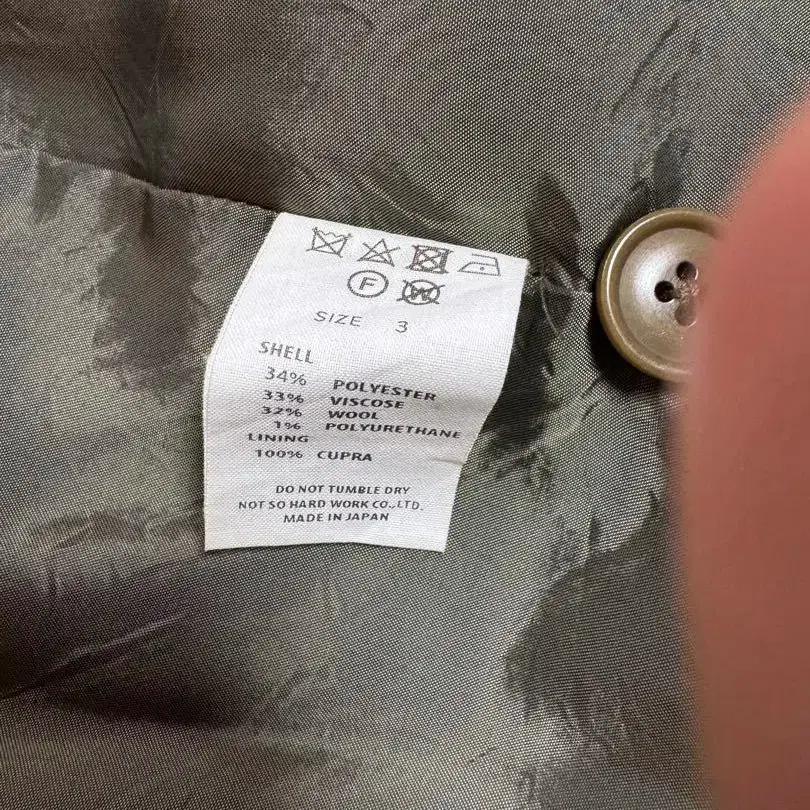 F W
SIZE 3
SHELL
34% POLYESTER
33% VISCOSE
32% WOOL
1% POLYURETHANE
LINING
100% CUPRA
DO NOT TUMBLE DRY
NOT SO HARD WORK CO.,LTD.
MADE IN JAPAN